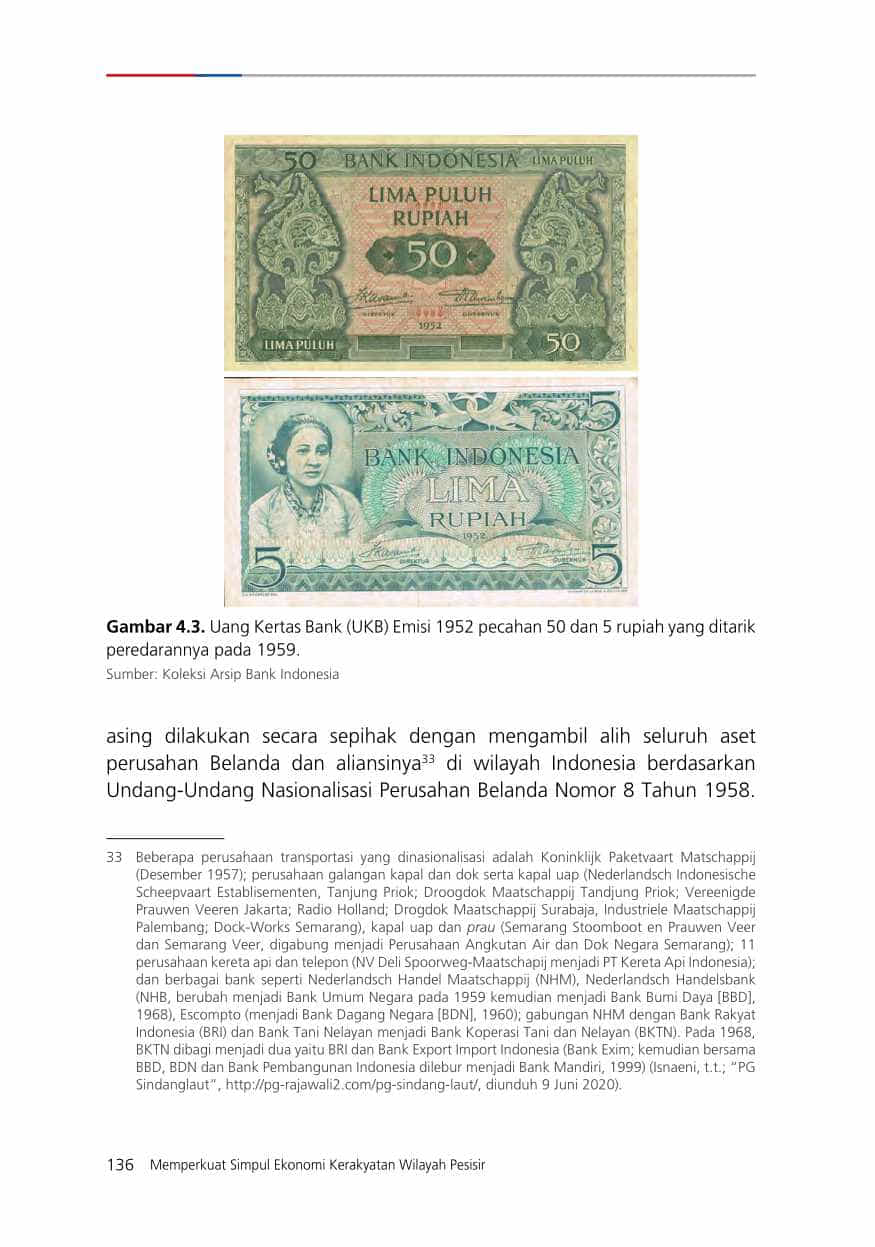 50 BANK INDONESIA LIMA PULUH
LIMA PULUH
RUPIAH
50
DIREKTUR GUBERNUR
1952
LIMA PULUH 50
5
BANK INDONESIA
LIMA
RUPIAH
1952
5 DIREKTUR GUBERNUR 5
Gambar 4.3. Uang Kertas Bank (UKB) Emisi 1952 pecahan 50 dan 5 rupiah yang ditarik
peredarannya pada 1959.
Sumber: Koleksi Arsip Bank Indonesia
asing dilakukan secara sepihak dengan mengambil alih seluruh aset
perusahan Belanda dan aliansinya33 di wilayah Indonesia berdasarkan
Undang-Undang Nasionalisasi Perusahan Belanda Nomor 8 Tahun 1958.
33 Beberapa perusahaan transportasi yang dinasionalisasi adalah Koninklijk Paketvaart Matschappij
(Desember 1957); perusahaan galangan kapal dan dok serta kapal uap (Nederlandsch Indonesische
Scheepvaart Establisementen, Tanjung Priok; Droogdok Maatschappij Tandjung Priok; Vereenigde
Prauwen Veeren Jakarta; Radio Holland; Drogdok Maatschappij Surabaja, Industriele Maatschappij
Palembang; Dock-Works Semarang), kapal uap dan prau (Semarang Stoomboot en Prauwen Veer
dan Semarang Veer, digabung menjadi Perusahaan Angkutan Air dan Dok Negara Semarang); 11
perusahaan kereta api dan telepon (NV Deli Spoorweg-Maatschapij menjadi PT Kereta Api Indonesia);
dan berbagai bank seperti Nederlandsch Handel Maatschappij (NHM), Nederlandsch Handelsbank
(NHB, berubah menjadi Bank Umum Negara pada 1959 kemudian menjadi Bank Bumi Daya [BBD],
1968), Escompto (menjadi Bank Dagang Negara [BDN], 1960); gabungan NHM dengan Bank Rakyat
Indonesia (BRI) dan Bank Tani Nelayan menjadi Bank Koperasi Tani dan Nelayan (BKTN). Pada 1968,
BKTN dibagi menjadi dua yaitu BRI dan Bank Export Import Indonesia (Bank Exim; kemudian bersama
BBD, BDN dan Bank Pembangunan Indonesia dilebur menjadi Bank Mandiri, 1999) (Isnaeni, t.t.; “PG
Sindanglaut”, http://pg-rajawali2.com/pg-sindang-laut/, diunduh 9 Juni 2020).
136 Memperkuat Simpul Ekonomi Kerakyatan Wilayah Pesisir